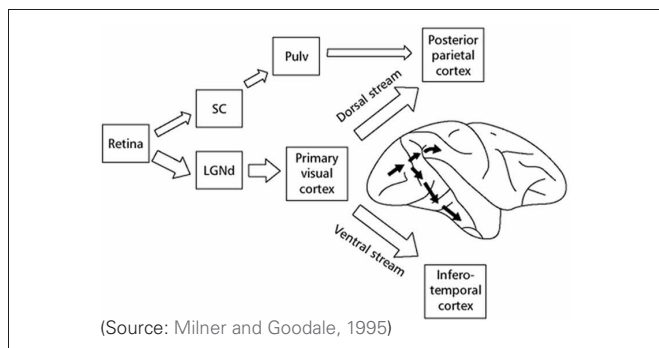 Pulv
Posterior
parietal
cortex
SC
Dorsal stream
Retina
LGNd
Primary
visual
cortex
Ventral stream
Infero-
temporal
cortex
(Source: Milner and Goodale, 1995)